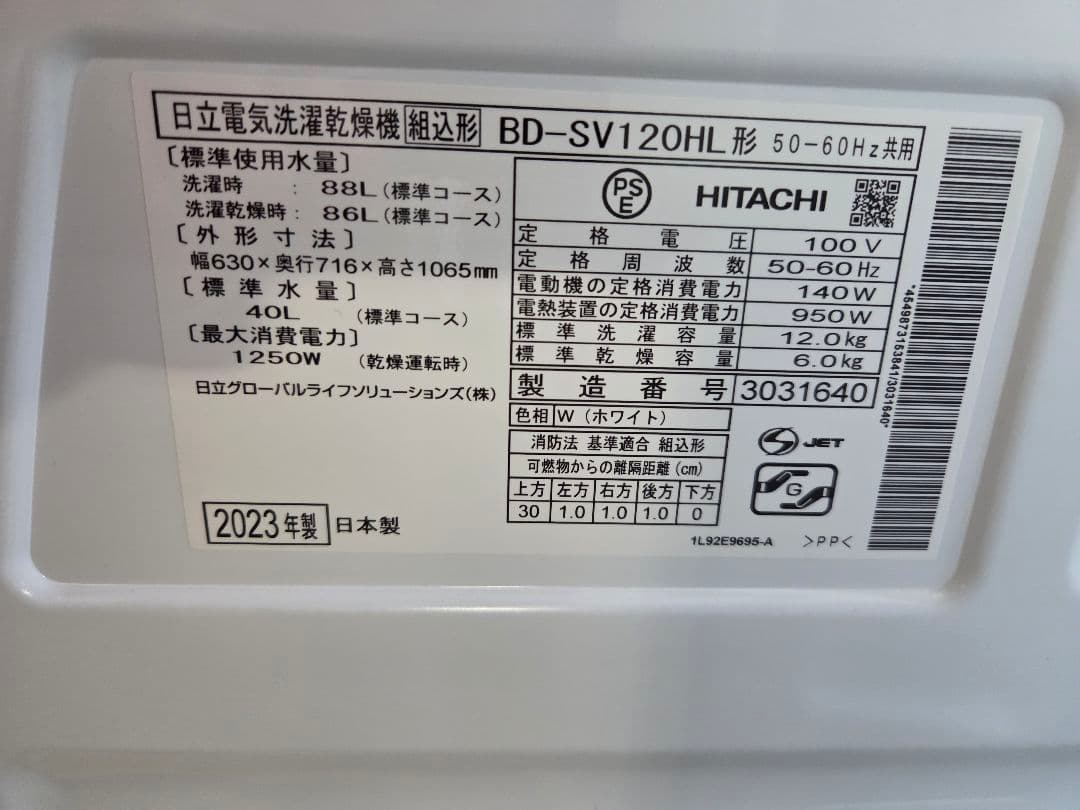 日立電気洗濯乾燥機 組込形 BD-SV120HL形 50-60Hz共用
〔標準使用水量〕
洗濯時 : 88L(標準コース)
洗濯乾燥時: 86L(標準コース)
〔外形寸法〕
幅630×奥行716×高さ1065mm
〔標準水量〕
40L (標準コース)
〔最大消費電力〕
1250W (乾燥運転時)
日立グローバルライフソリューションズ(株)
2023年製 日本製
PS
E
HITACHI
定格電圧 100V
定格周波数 50-60Hz
電動機の定格消費電力 140W
電熱装置の定格消費電力 950W
標準洗濯容量 12.0kg
標準乾燥容量 6.0kg
製造番号 3031640
色相 W(ホワイト)
消防法 基準適合 組込形
可燃物からの離隔距離(cm)
上方 左方 右方 後方 下方
30 1.0 1.0 1.0 0
S JET
G
1L92E9695-A >PP<
*4549873153841/3031640*